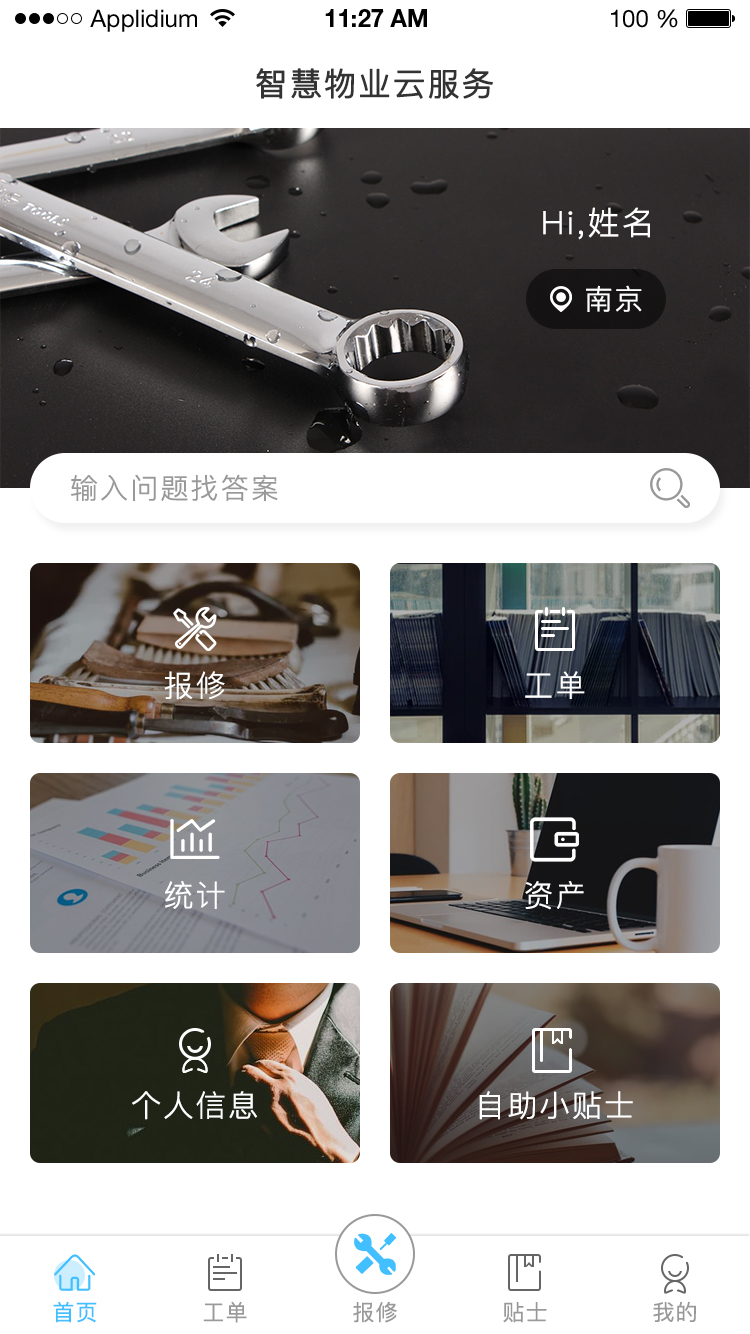 Applidium 11:27 AM 100 %
智慧物业云服务
TOOLS
24
Hi,姓名
南京
输入问题找答案
报修 工单
统计 资产
个人信息 自助小贴士
首页 工单 报修 贴士 我的